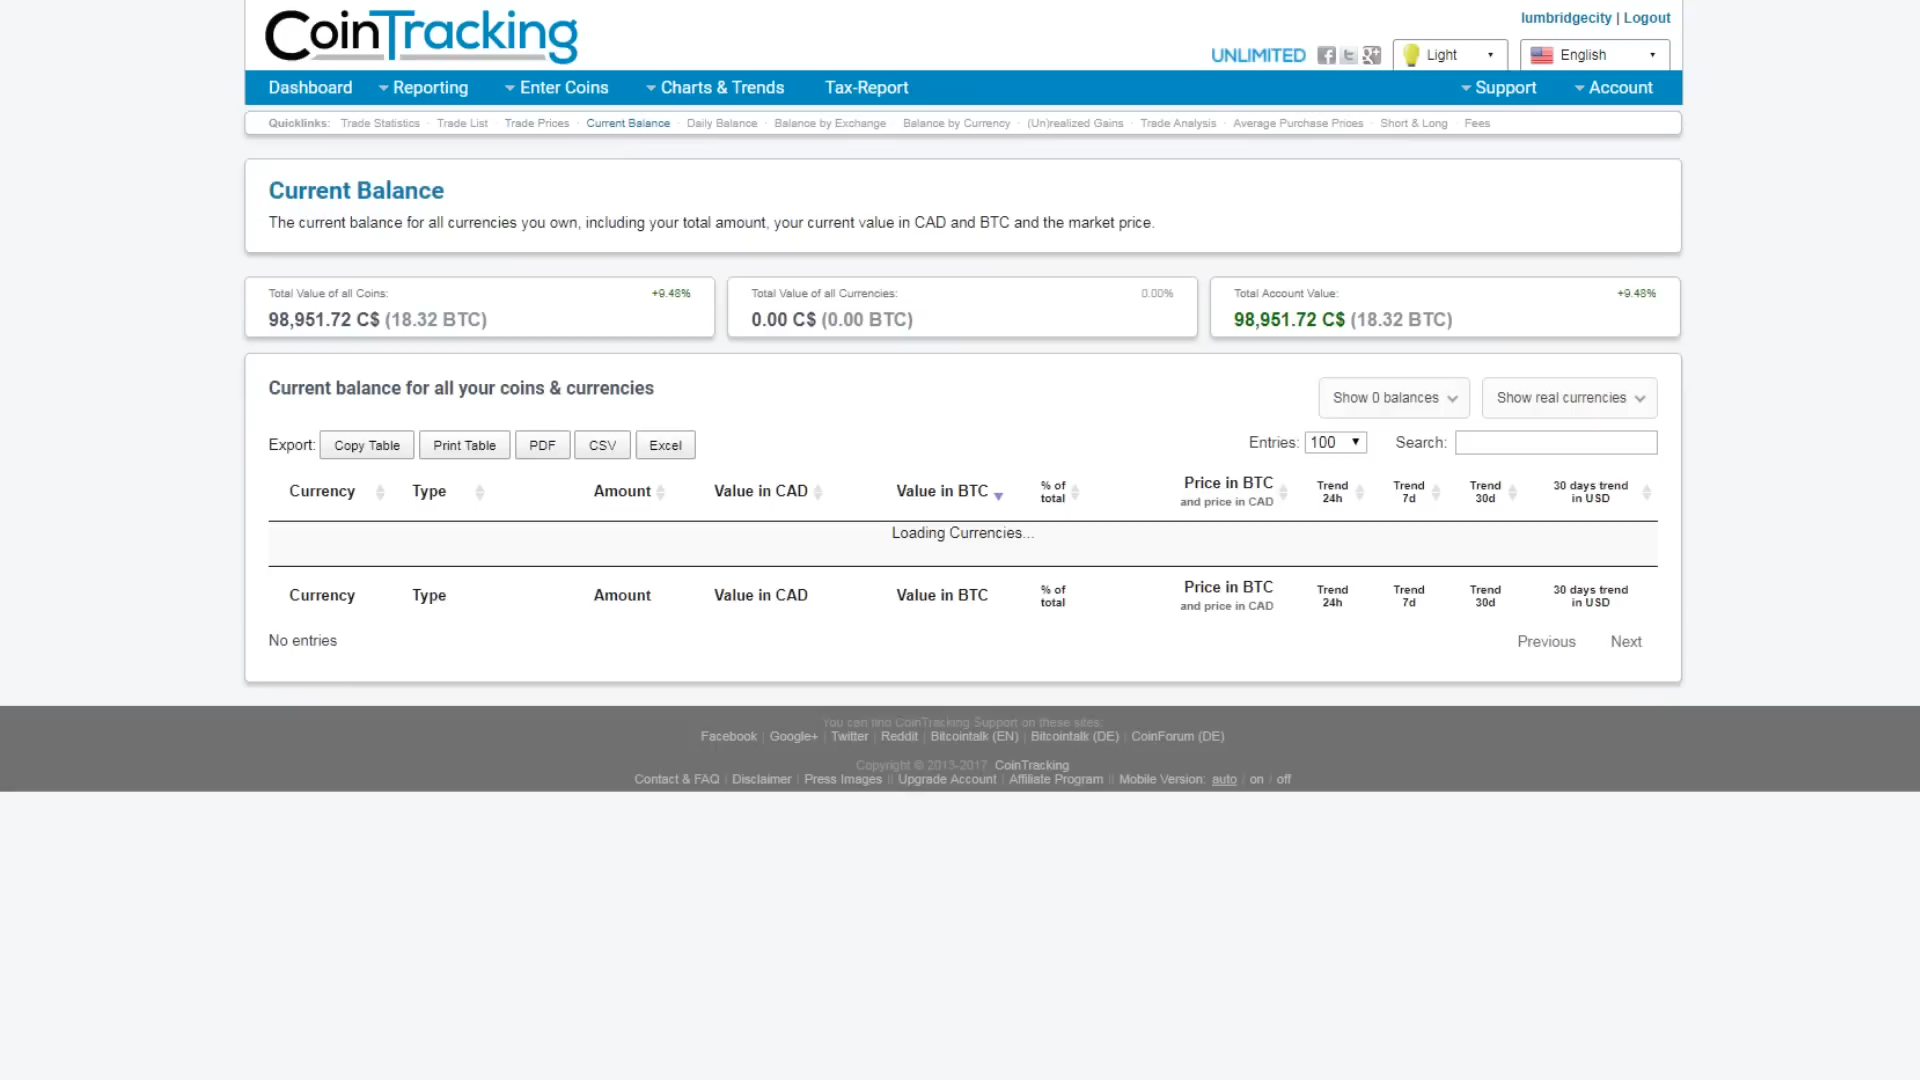 CoinTracking
lumbridgecity | Logout
UNLIMITED Light English
Dashboard Reporting Enter Coins Charts & Trends Tax-Report Support Account
Quicklinks: Trade Statistics · Trade List · Trade Prices · Current Balance · Daily Balance · Balance by Exchange · Balance by Currency · (Un)realized Gains · Trade Analysis · Average Purchase Prices · Short & Long · Fees
Current Balance
The current balance for all currencies you own, including your total amount, your current value in CAD and BTC and the market price.
Total Value of all Coins: +9.48%
98,951.72 C$ (18.32 BTC)
Total Value of all Currencies: 0.00%
0.00 C$ (0.00 BTC)
Total Account Value: +9.48%
98,951.72 C$ (18.32 BTC)
Current balance for all your coins & currencies
Show 0 balances Show real currencies
Export: Copy Table Print Table PDF CSV Excel Entries: 100 Search:
Currency Type Amount Value in CAD Value in BTC % of total Price in BTC and price in CAD Trend 24h Trend 7d Trend 30d 30 days trend in USD
Loading Currencies...
Currency Type Amount Value in CAD Value in BTC % of total Price in BTC and price in CAD Trend 24h Trend 7d Trend 30d 30 days trend in USD
No entries Previous Next
You can find CoinTracking Support on these sites:
Facebook | Google+ | Twitter | Reddit | Bitcointalk (EN) | Bitcointalk (DE) | CoinForum (DE)
Copyright © 2013-2017 CoinTracking
Contact & FAQ | Disclaimer | Press Images || Upgrade Account | Affiliate Program || Mobile Version: auto / on / off